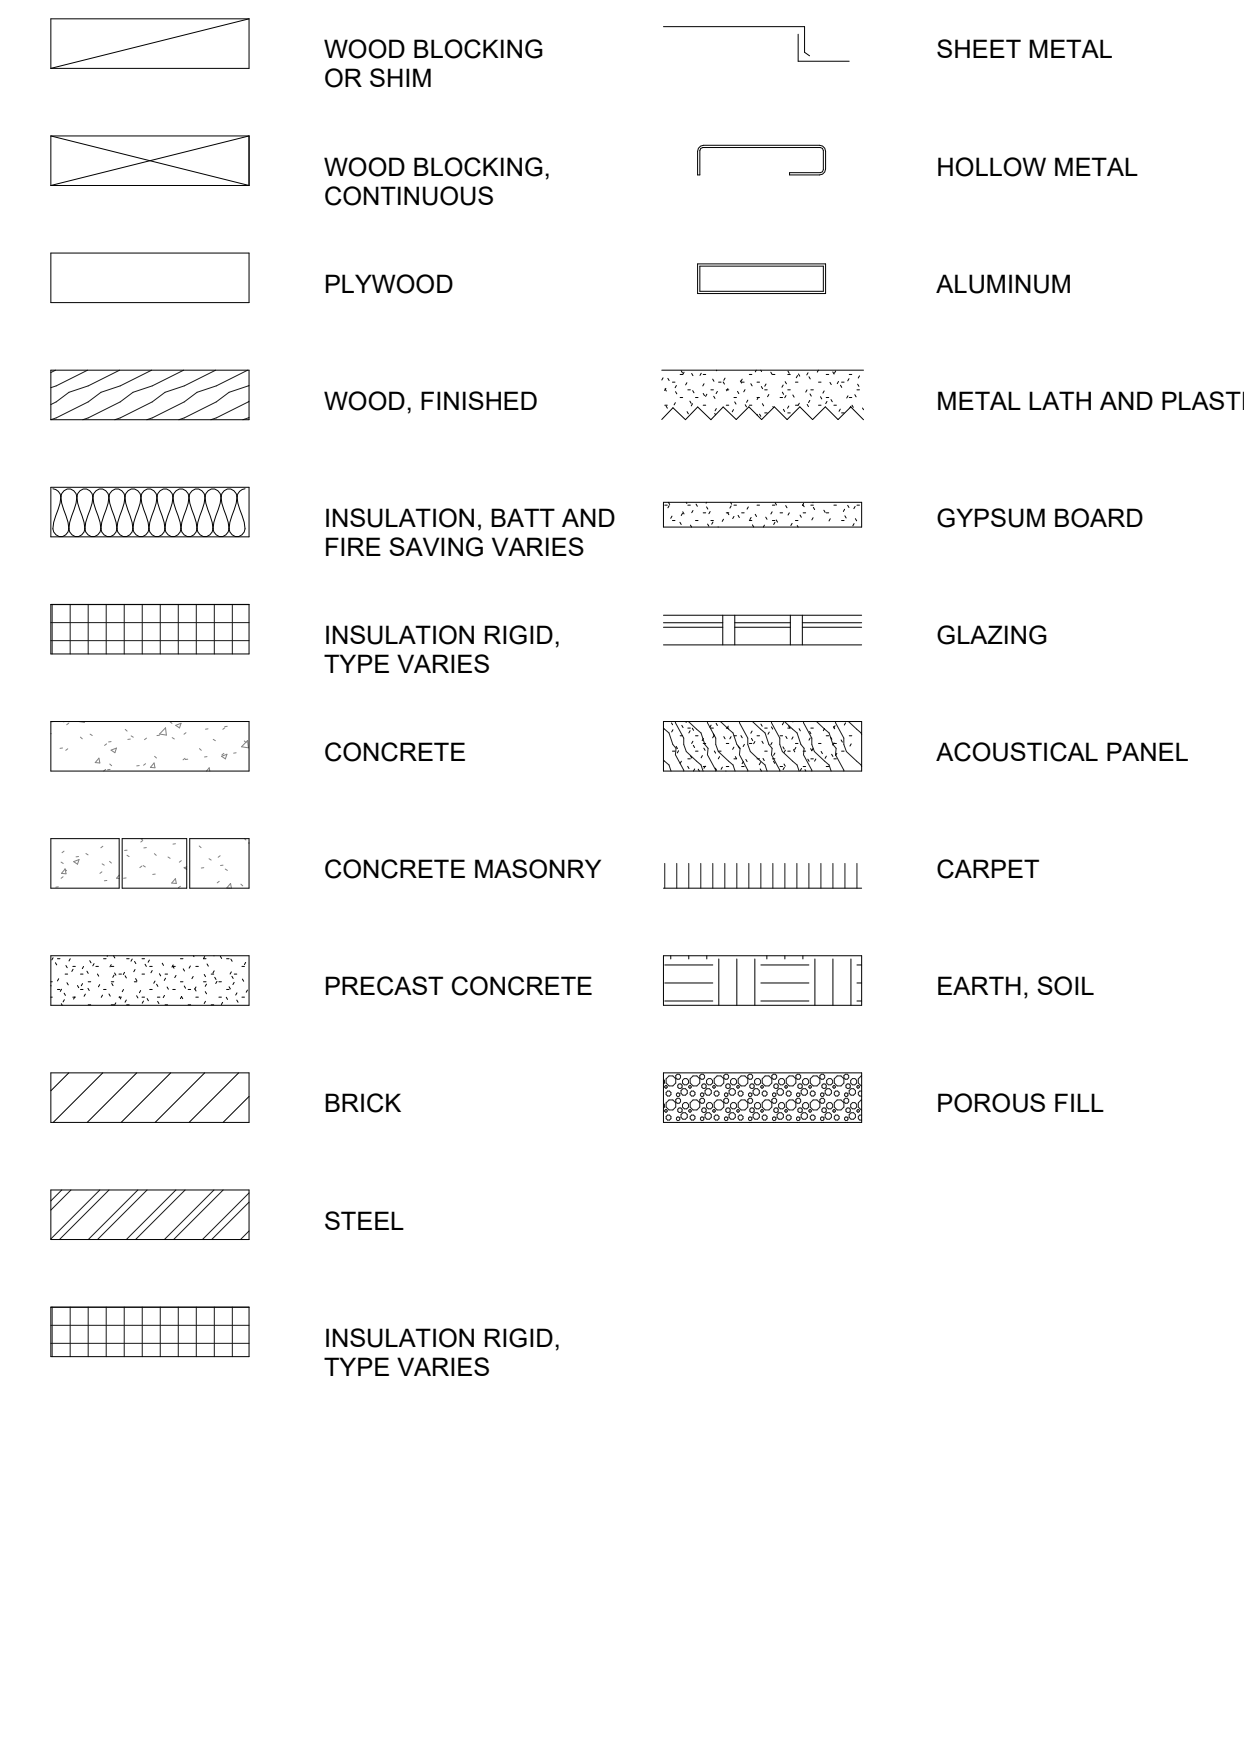 WOOD BLOCKING
OR SHIM
WOOD BLOCKING,
CONTINUOUS
PLYWOOD
WOOD, FINISHED
INSULATION, BATT AND
FIRE SAVING VARIES
INSULATION RIGID,
TYPE VARIES
CONCRETE
CONCRETE MASONRY
PRECAST CONCRETE
BRICK
STEEL
INSULATION RIGID,
TYPE VARIES
SHEET METAL
HOLLOW METAL
ALUMINUM
METAL LATH AND
GYPSUM BOARD
GLAZING
ACOUSTICAL PANEL
CARPET
EARTH, SOIL
POROUS FILL